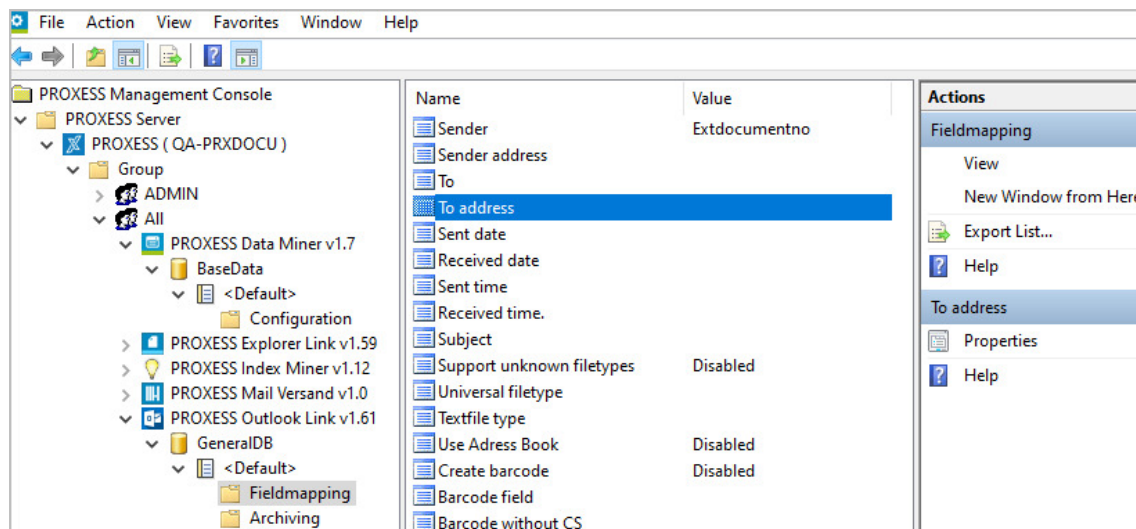 File Action View Favorites Window Help
PROXESS Management Console
PROXESS Server
PROXESS ( QA-PRXDOCU )
Group
ADMIN
All
PROXESS Data Miner v1.7
BaseData
<Default>
Configuration
PROXESS Explorer Link v1.59
PROXESS Index Miner v1.12
PROXESS Mail Versand v1.0
PROXESS Outlook Link v1.61
GeneralDB
<Default>
Fieldmapping
Archiving
Name Value
Sender Extdocumentno
Sender address
To
To address
Sent date
Received date
Sent time
Received time.
Subject
Support unknown filetypes Disabled
Universal filetype
Textfile type
Use Adress Book Disabled
Create barcode Disabled
Barcode field
Barcode without CS
Actions
Fieldmapping
View
New Window from Here
Export List...
Help
To address
Properties
Help